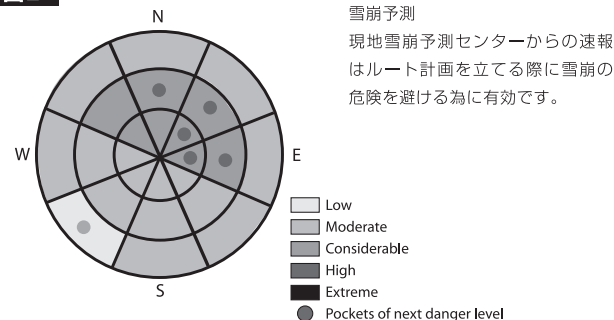 N
W
E
S
雪崩予測
現地雪崩予測センターからの速報
はルート計画を立てる際に雪崩の
危険を避ける為に有効です。
Low
Moderate
Considerable
High
Extreme
Pockets of next danger level